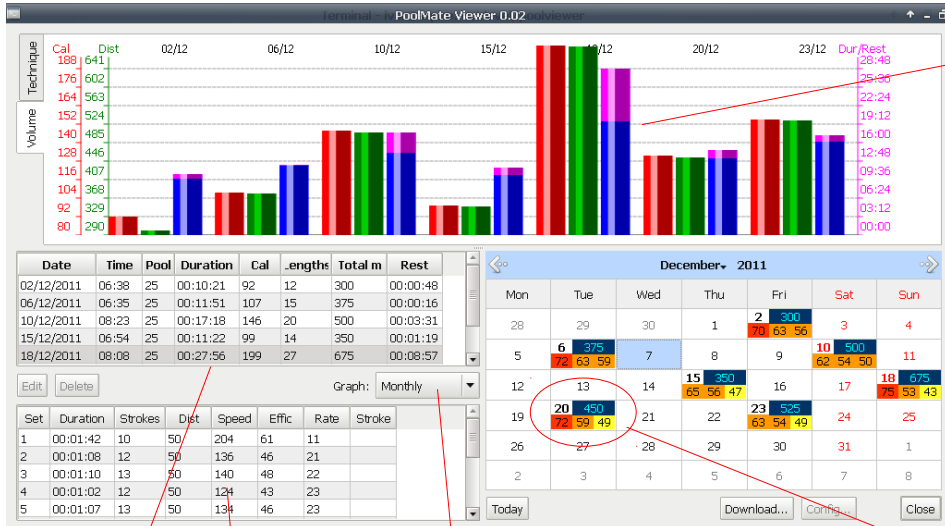 PoolMate Viewer 0.02
Technique
Volume
Cal Dist 02/12 06/12 10/12 15/12 18/12 20/12 23/12 Dur/Rest
188 641 28:48
176 602 25:36
164 563 22:24
152 524 19:12
140 485 16:00
128 446 12:48
116 407 09:36
104 368 06:24
92 329 03:12
80 290 00:00
Date Time Pool Duration Cal Lengths Total m Rest
02/12/2011 06:38 25 00:10:21 92 12 300 00:00:48
06/12/2011 06:35 25 00:11:51 107 15 375 00:00:16
10/12/2011 08:23 25 00:17:18 146 20 500 00:03:31
15/12/2011 06:54 25 00:11:22 99 14 350 00:01:19
18/12/2011 08:08 25 00:27:56 199 27 675 00:08:57
Edit Delete Graph: Monthly
Set Duration Strokes Dist Speed Effic Rate Stroke
1 00:01:42 10 50 204 61 11
2 00:01:08 12 50 136 46 21
3 00:01:10 13 50 140 48 22
4 00:01:02 12 50 124 43 23
5 00:01:07 13 50 134 46 23
December 2011
Mon Tue Wed Thu Fri Sat Sun
28 29 30 1 2 300 3 4
70 63 56
5 6 375 7 8 9 10 500 11
72 63 59 62 54 50
12 13 14 15 350 16 17 18 675
65 56 47 75 53 43
19 20 450 21 22 23 525 24 25
72 59 49 63 54 49
26 27 28 29 30 31 1
2 3 4 5 6 7 8
Today Download... Config... Close